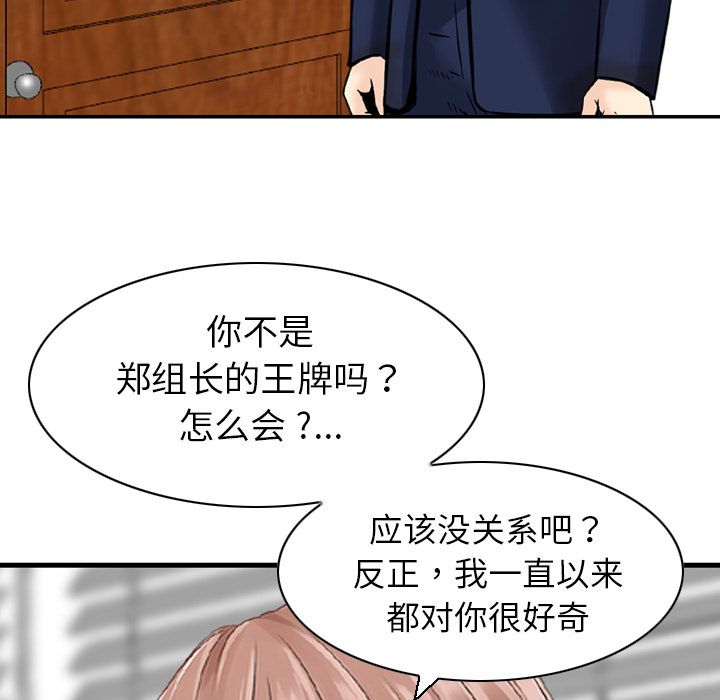 你不是
郑组长的王牌吗？
怎么会？...
应该没关系吧？
反正，我一直以来
都对你很好奇